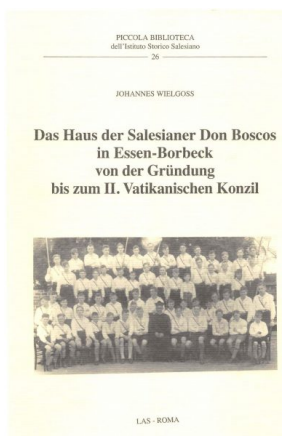 PICCOLA BIBLIOTECA
dell'Istituto Storico Salesiano
26
JOHANNES WIELGOSS
Das Haus der Salesianer Don Boscos
in Essen-Borbeck
von der Gründung
bis zum II. Vatikanischen Konzil
LAS - ROMA